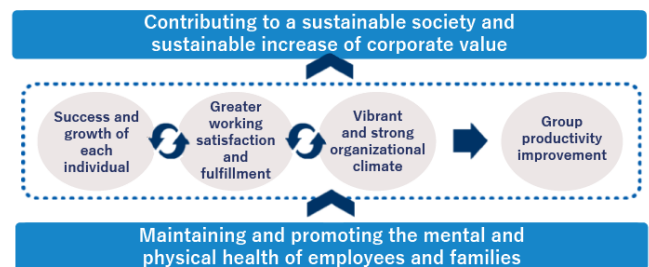 Contributing to a sustainable society and
sustainable increase of corporate value
Success and
growth of
each
individual
Greater
working
satisfaction
and
fulfillment
Vibrant
and strong
organizational
climate
Group
productivity
improvement
Maintaining and promoting the mental and
physical health of employees and families